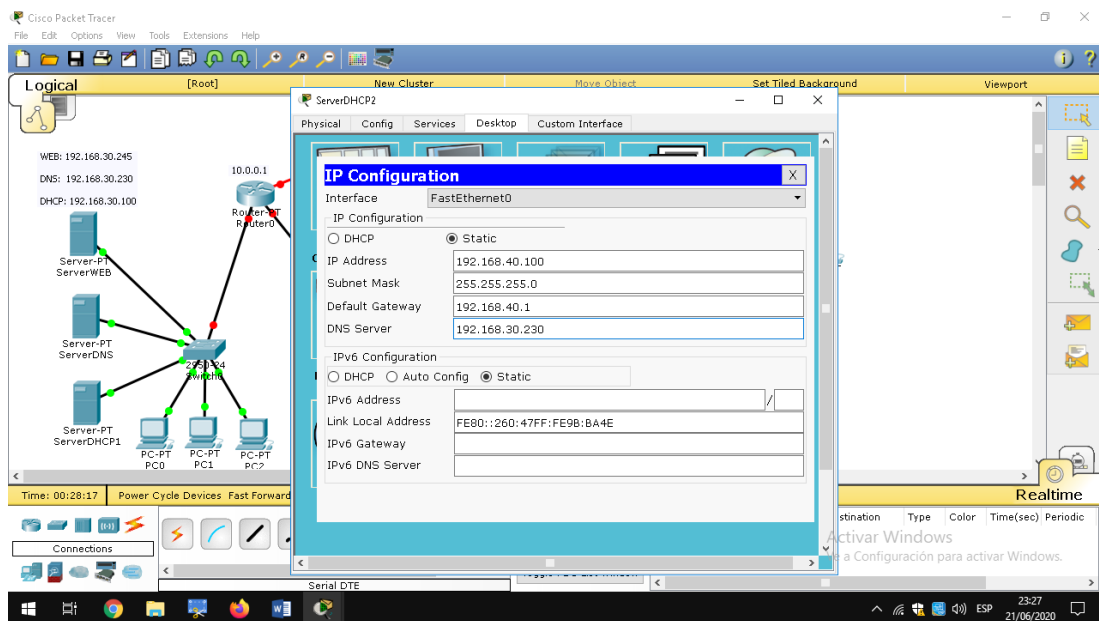 Cisco Packet Tracer
File Edit Options View Tools Extensions Help
Logical [Root] New Cluster Move Object Set Tiled Background Viewport
ServerDHCP2
Physical Config Services Desktop Custom Interface
IP Configuration X
Interface FastEthernet0
IP Configuration
DHCP Static
IP Address 192.168.40.100
Subnet Mask 255.255.255.0
Default Gateway 192.168.40.1
DNS Server 192.168.30.230
IPv6 Configuration
DHCP Auto Config Static
IPv6 Address /
Link Local Address FE80::260:47FF:FE9B:BA4E
IPv6 Gateway
IPv6 DNS Server
WEB: 192.168.30.245
DNS: 192.168.30.230
DHCP: 192.168.30.100
10.0.0.1
Router-PT
Router0
Server-PT
ServerWEB
Server-PT
ServerDNS
2950-24
Switch0
Server-PT
ServerDHCP1
PC-PT
PC0
PC-PT
PC1
PC-PT
PC2
Time: 00:28:17 Power Cycle Devices Fast Forward
Realtime
Connections
Serial DTE
stination Type Color Time(sec) Periodic
Activar Windows
a Configuración para activar Windows.
ESP
23:27
21/06/2020